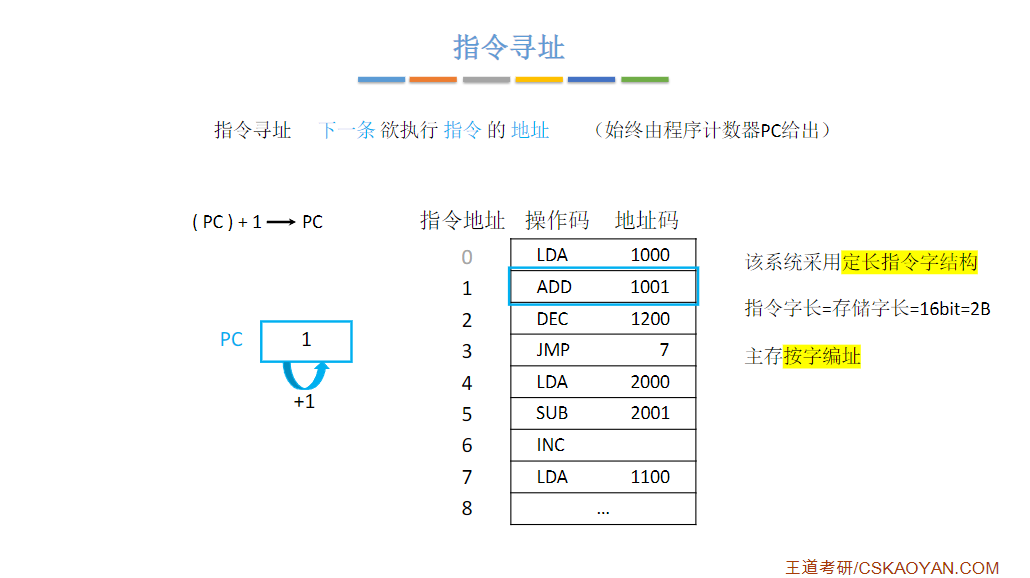 指令寻址
指令寻址 下一条 欲执行 指令 的 地址 （始终由程序计数器PC给出）
( PC ) + 1 → PC
指令地址 操作码 地址码
0 LDA 1000
1 ADD 1001
2 DEC 1200
3 JMP 7
4 LDA 2000
5 SUB 2001
6 INC
7 LDA 1100
8 ...
PC 1
+1
该系统采用定长指令字结构
指令字长=存储字长=16bit=2B
主存按字编址
王道考研/CSKAOYAN.COM